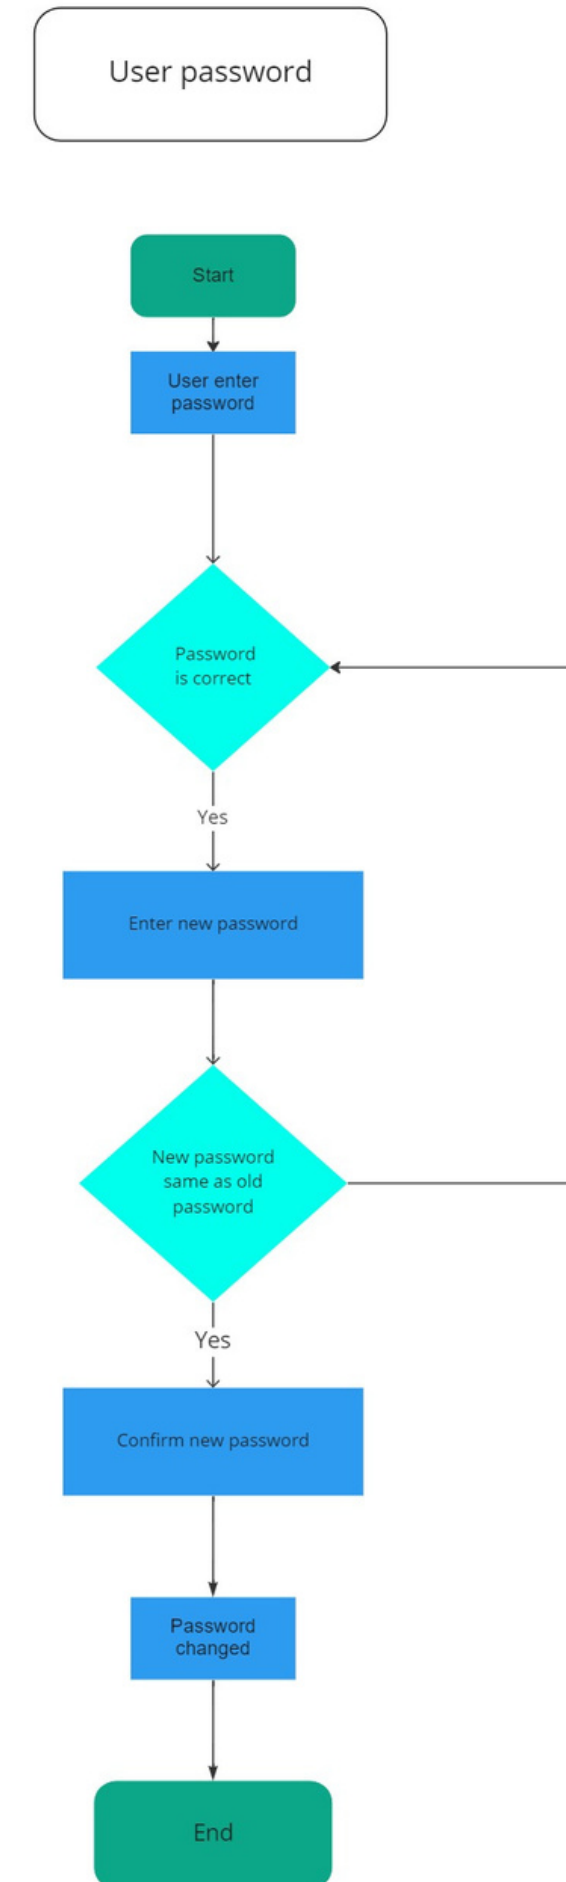 User password
Start
User enter
password
Password
is correct
Yes
Enter new password
New password
same as old
password
Yes
Confirm new password
Password
changed
End